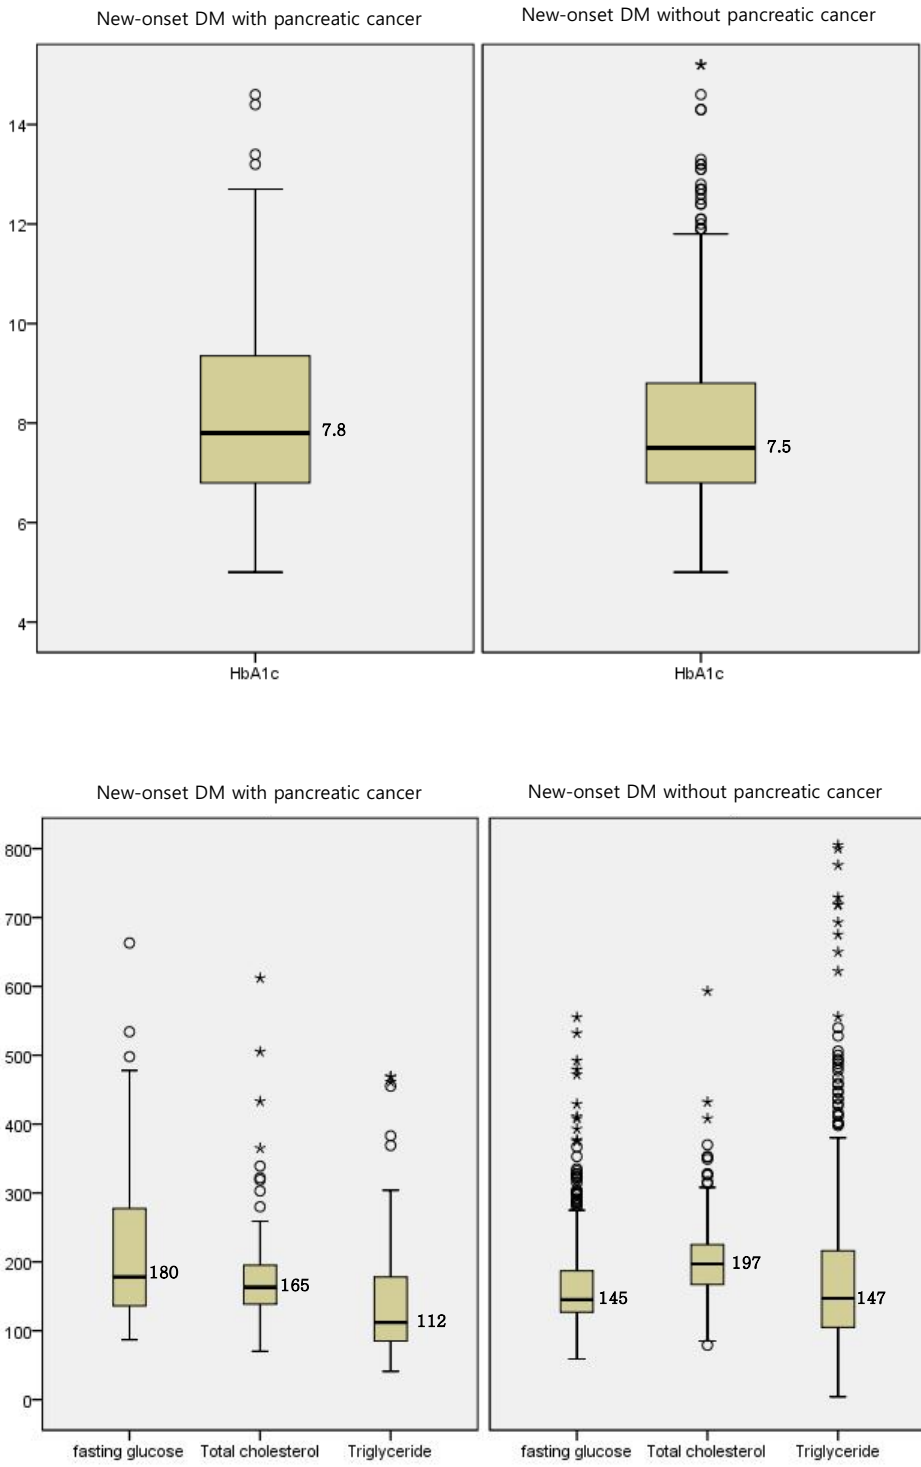 New-onset DM with pancreatic cancer
New-onset DM without pancreatic cancer
14
12
10
8
6
4
7.8
7.5
HbA1c
HbA1c
New-onset DM with pancreatic cancer
New-onset DM without pancreatic cancer
800
700
600
500
400
300
200
100
0
180
165
112
145
197
147
fasting glucose
Total cholesterol
Triglyceride
fasting glucose
Total cholesterol
Triglyceride